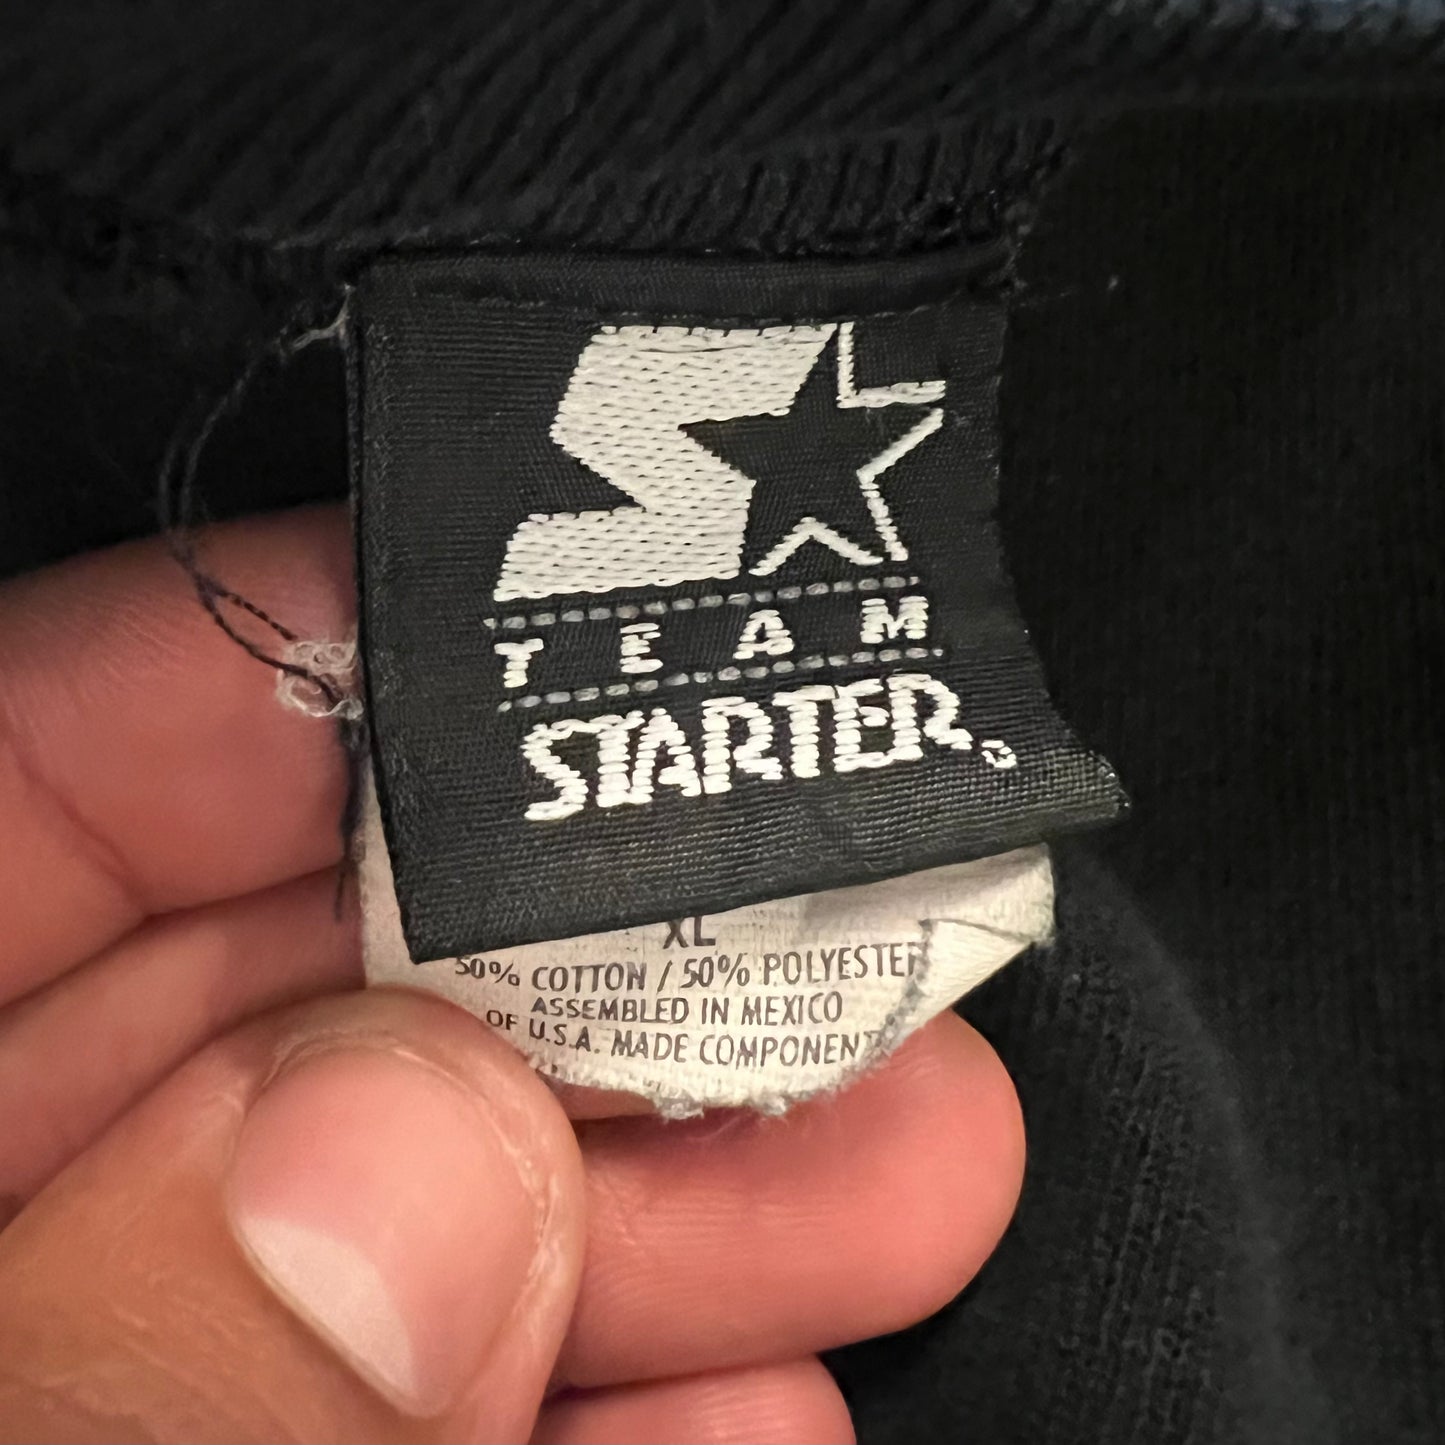 TEAM
STARTER®
XL
50% COTTON / 50% POLYESTER
ASSEMBLED IN MEXICO
OF U.S.A. MADE COMPONENT